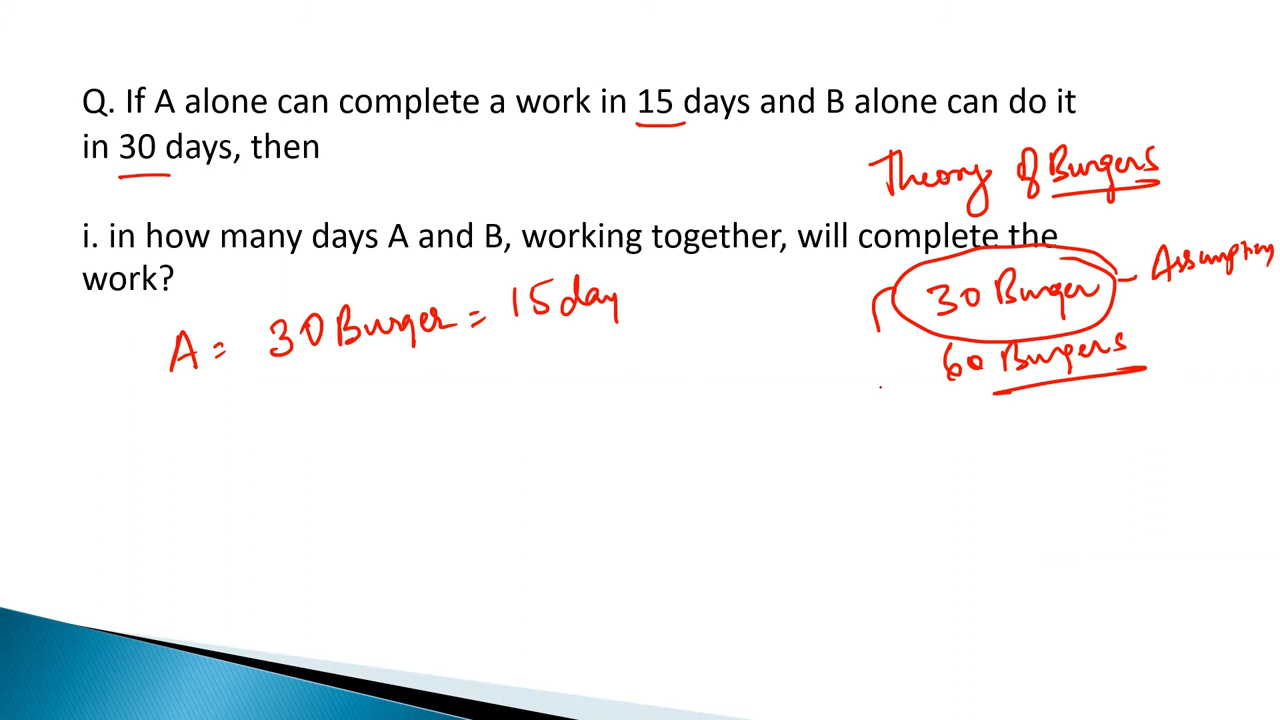 Q. If A alone can complete a work in 15 days and B alone can do it
in 30 days, then
Theory of Burgers
i. in how many days A and B, working together, will complete the
work?
30 Burger - Assumption
A = 30 Burger = 15 day
60 Burgers